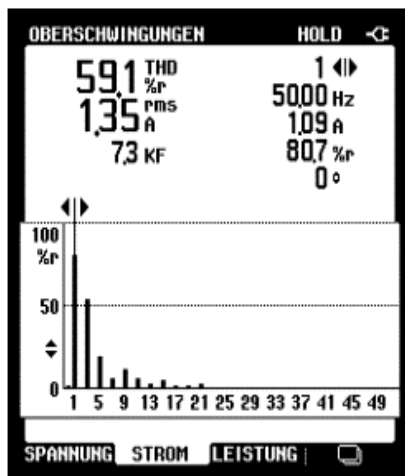 OBERSCHWINGUNGEN HOLD
59,1 THD %r 1
1,35 rms A 50,00 Hz
7,3 KF 1,09 A
80,7 %r
0 °
100
%r
50
0
1 5 9 13 17 21 25 29 33 37 41 45 49
SPANNUNG STROM LEISTUNG